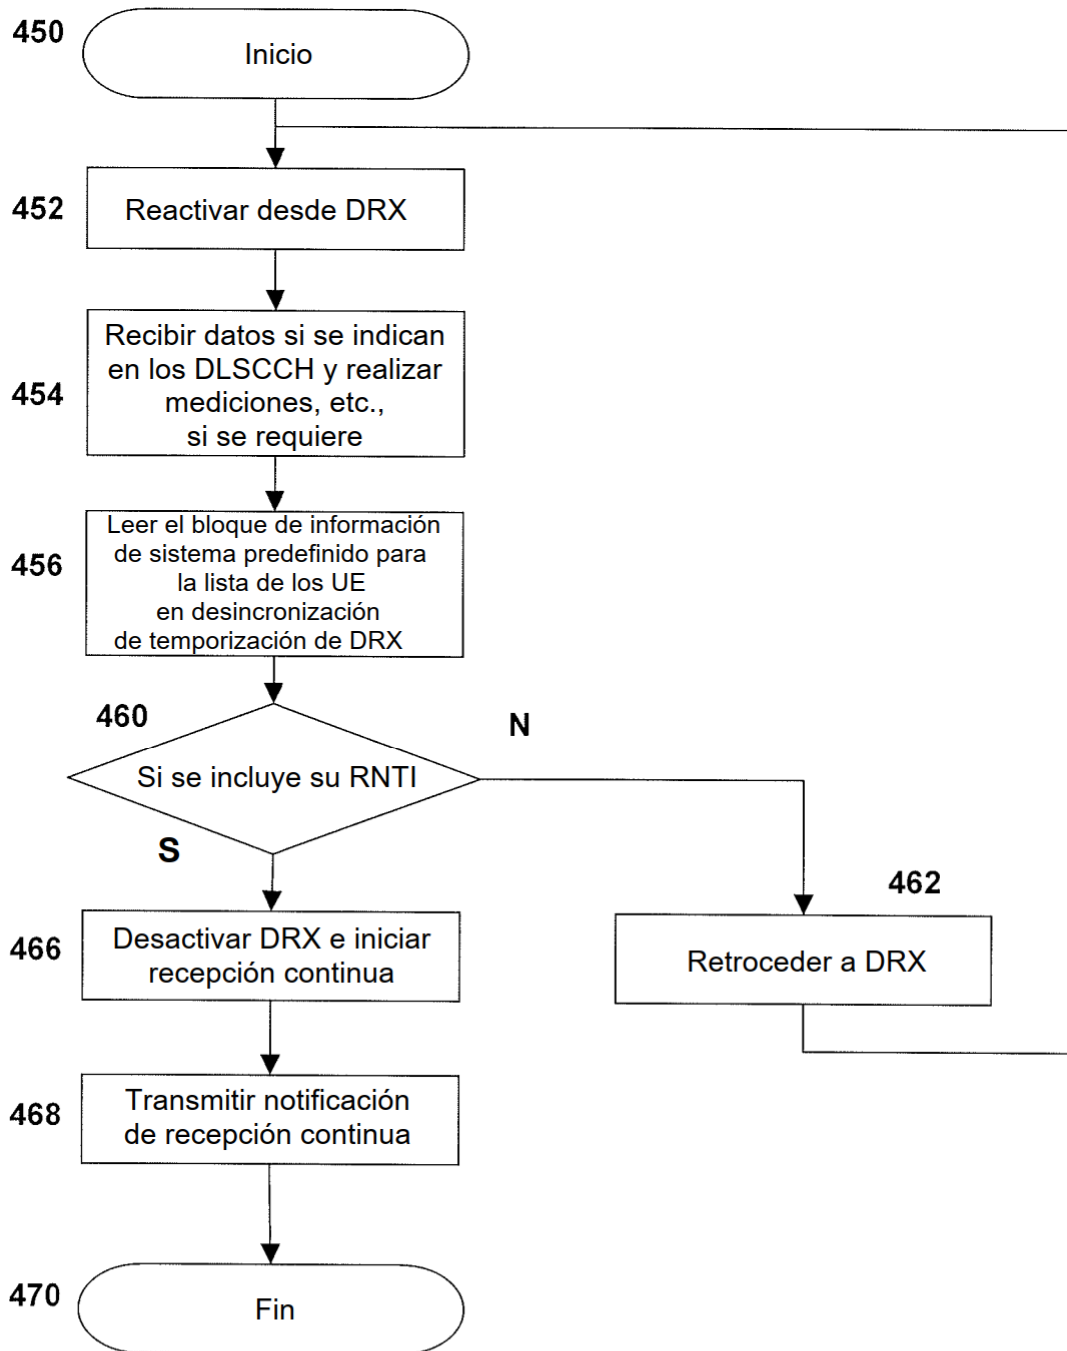 450
Inicio
452
Reactivar desde DRX
454
Recibir datos si se indican
en los DLSCCH y realizar
mediciones, etc.,
si se requiere
456
Leer el bloque de información
de sistema predefinido para
la lista de los UE
en desincronización
de temporización de DRX
460
N
Si se incluye su RNTI
S
462
466
Desactivar DRX e iniciar
recepción continua
Retroceder a DRX
468
Transmitir notificación
de recepción continua
470
Fin